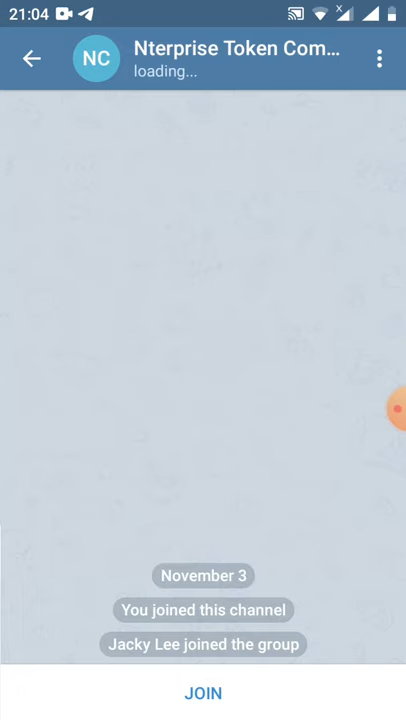 21:04
NC
Nterprise Token Com...
loading...
November 3
You joined this channel
Jacky Lee joined the group
JOIN